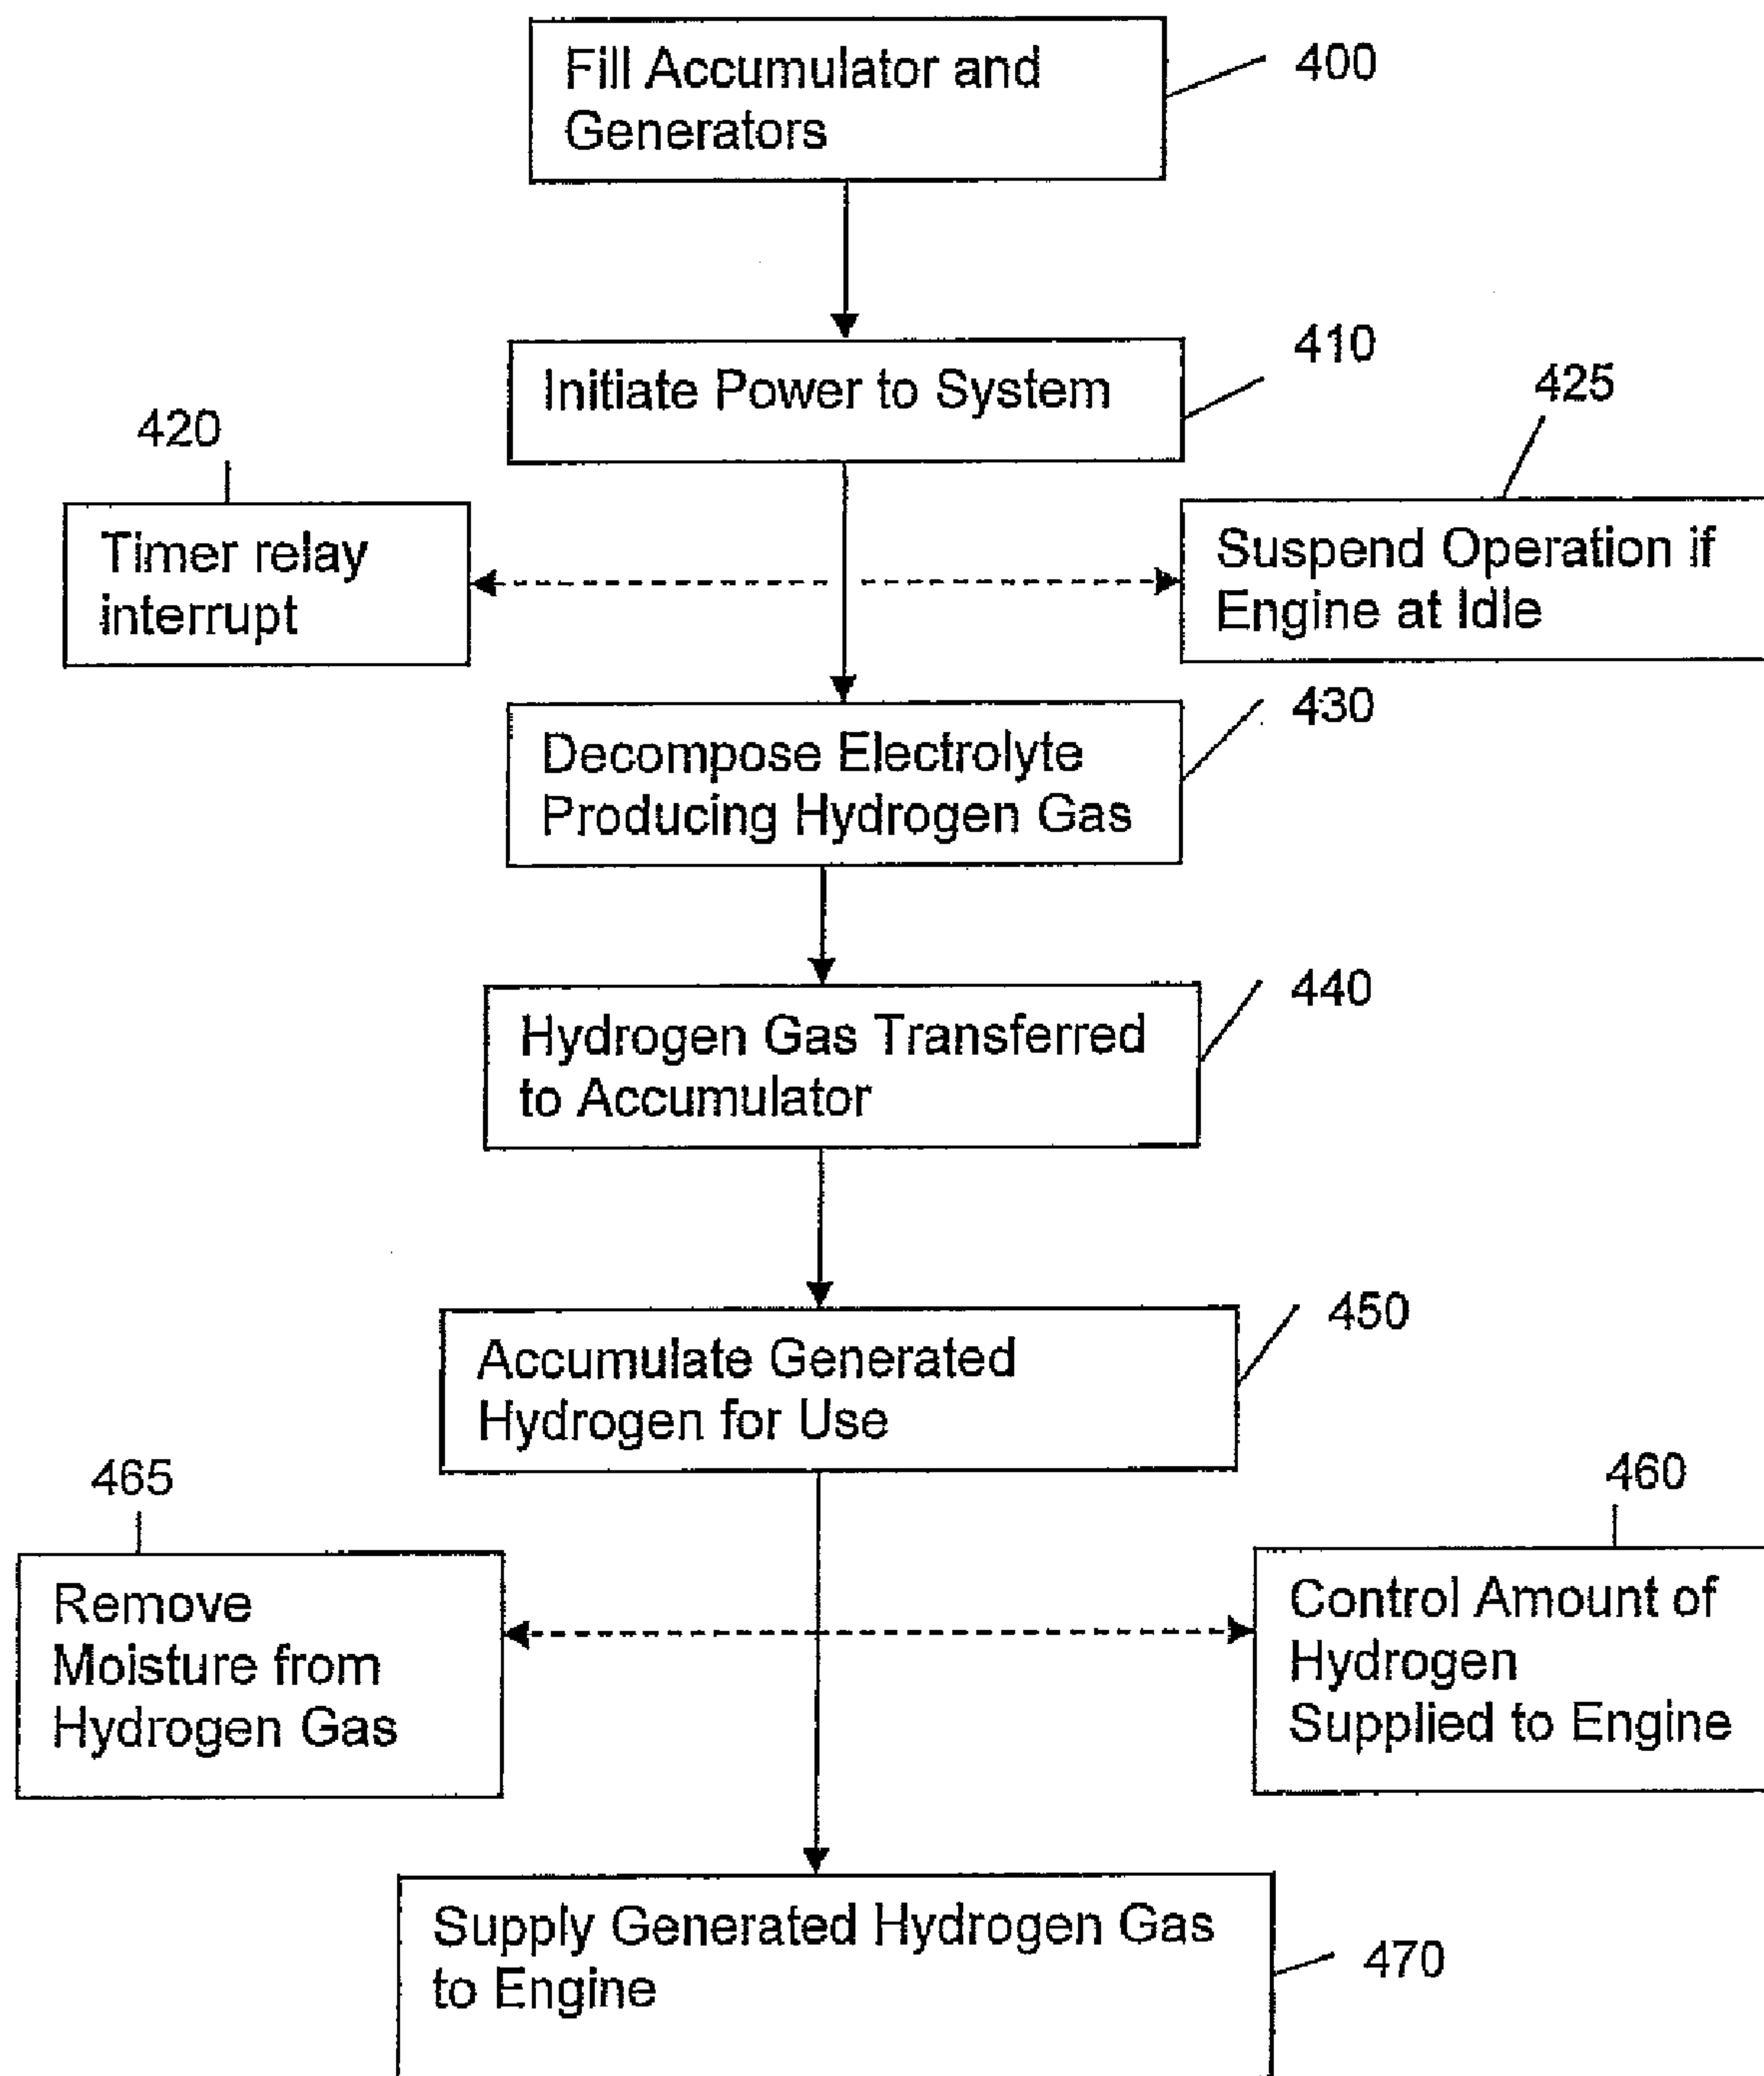 Fill Accumulator and
Generators
400
Initiate Power to System
410
420
Timer relay
interrupt
425
Suspend Operation if
Engine at Idle
430
Decompose Electrolyte
Producing Hydrogen Gas
440
Hydrogen Gas Transferred
to Accumulator
450
Accumulate Generated
Hydrogen for Use
465
Remove
Moisture from
Hydrogen Gas
460
Control Amount of
Hydrogen
Supplied to Engine
Supply Generated Hydrogen Gas
to Engine
470